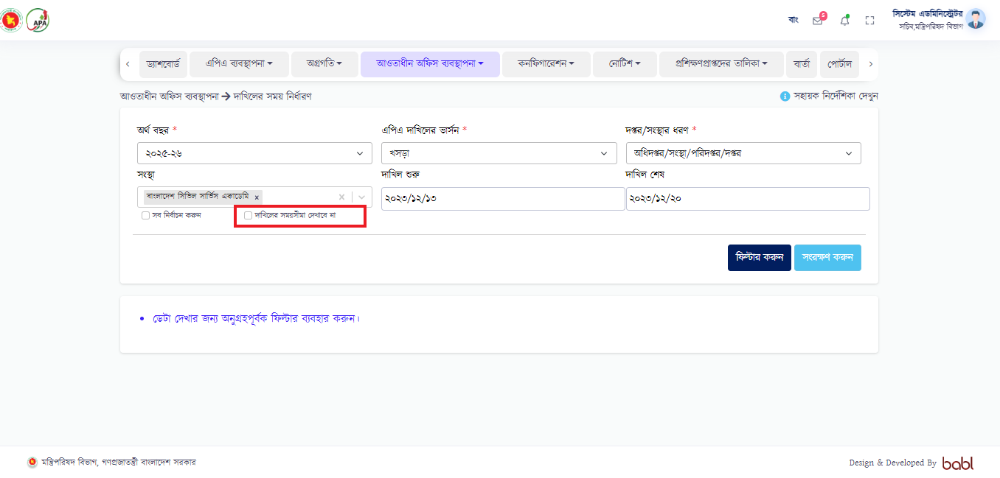 APA
বাং
5
সিস্টেম এডমিনিস্ট্রেটর
সচিব,মন্ত্রিপরিষদ বিভাগ
ড্যাশবোর্ড
এপিএ ব্যবস্থাপনা
অগ্রগতি
আওতাধীন অফিস ব্যবস্থাপনা
কনফিগারেশন
নোটিশ
প্রশিক্ষণপ্রাপ্তদের তালিকা
বার্তা
পোর্টাল
আওতাধীন অফিস ব্যবস্থাপনা → দাখিলের সময় নির্ধারণ
সহায়ক নির্দেশিকা দেখুন
অর্থ বছর *
এপিএ দাখিলের ভার্সন *
দপ্তর/সংস্থার ধরণ *
২০২৫-২৬
খসড়া
অধিদপ্তর/সংস্থা/পরিদপ্তর/দপ্তর
সংস্থা
দাখিল শুরু
দাখিল শেষ
বাংলাদেশ সিভিল সার্ভিস একাডেমি x
২০২৩/১২/১৩
২০২৩/১২/২০
সব নির্বাচন করুন
দাখিলের সময়সীমা দেখাবে না
ফিল্টার করুন
সংরক্ষণ করুন
• ডেটা দেখার জন্য অনুগ্রহপূর্বক ফিল্টার ব্যবহার করুন।
মন্ত্রিপরিষদ বিভাগ, গণপ্রজাতন্ত্রী বাংলাদেশ সরকার
Design & Developed By babl